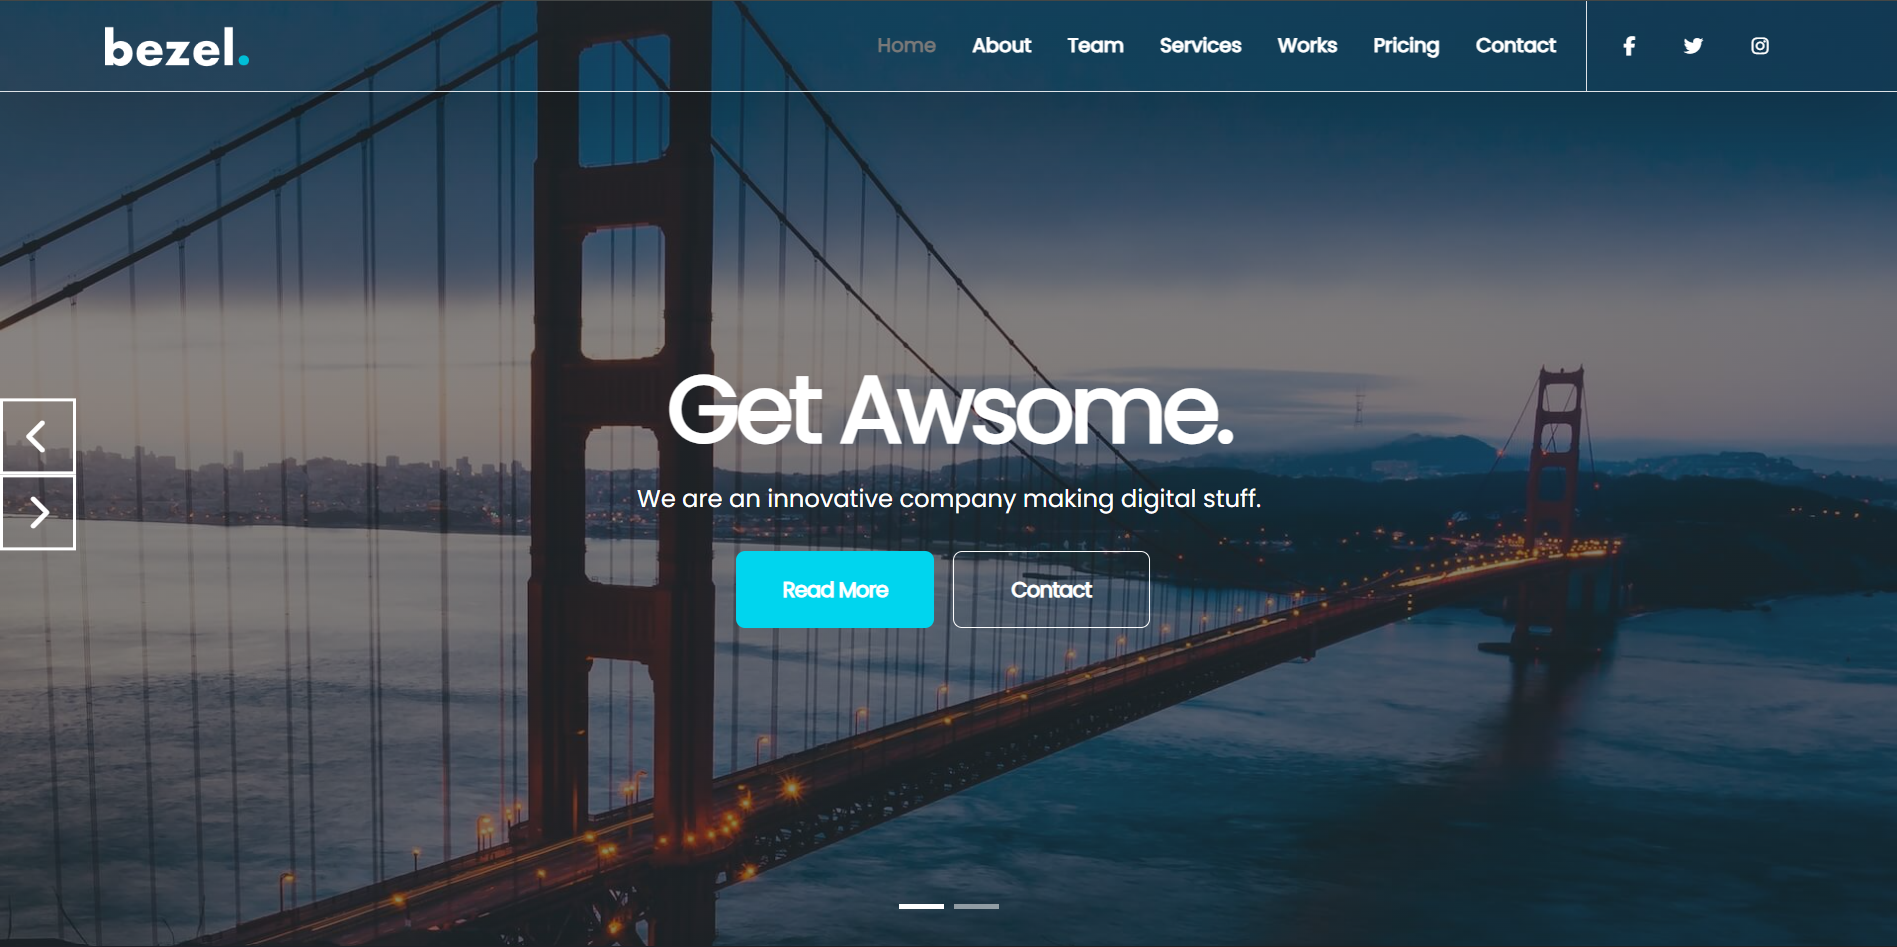 bezel.
Home About Team Services Works Pricing Contact
Get Awsome.
We are an innovative company making digital stuff.
Read More Contact